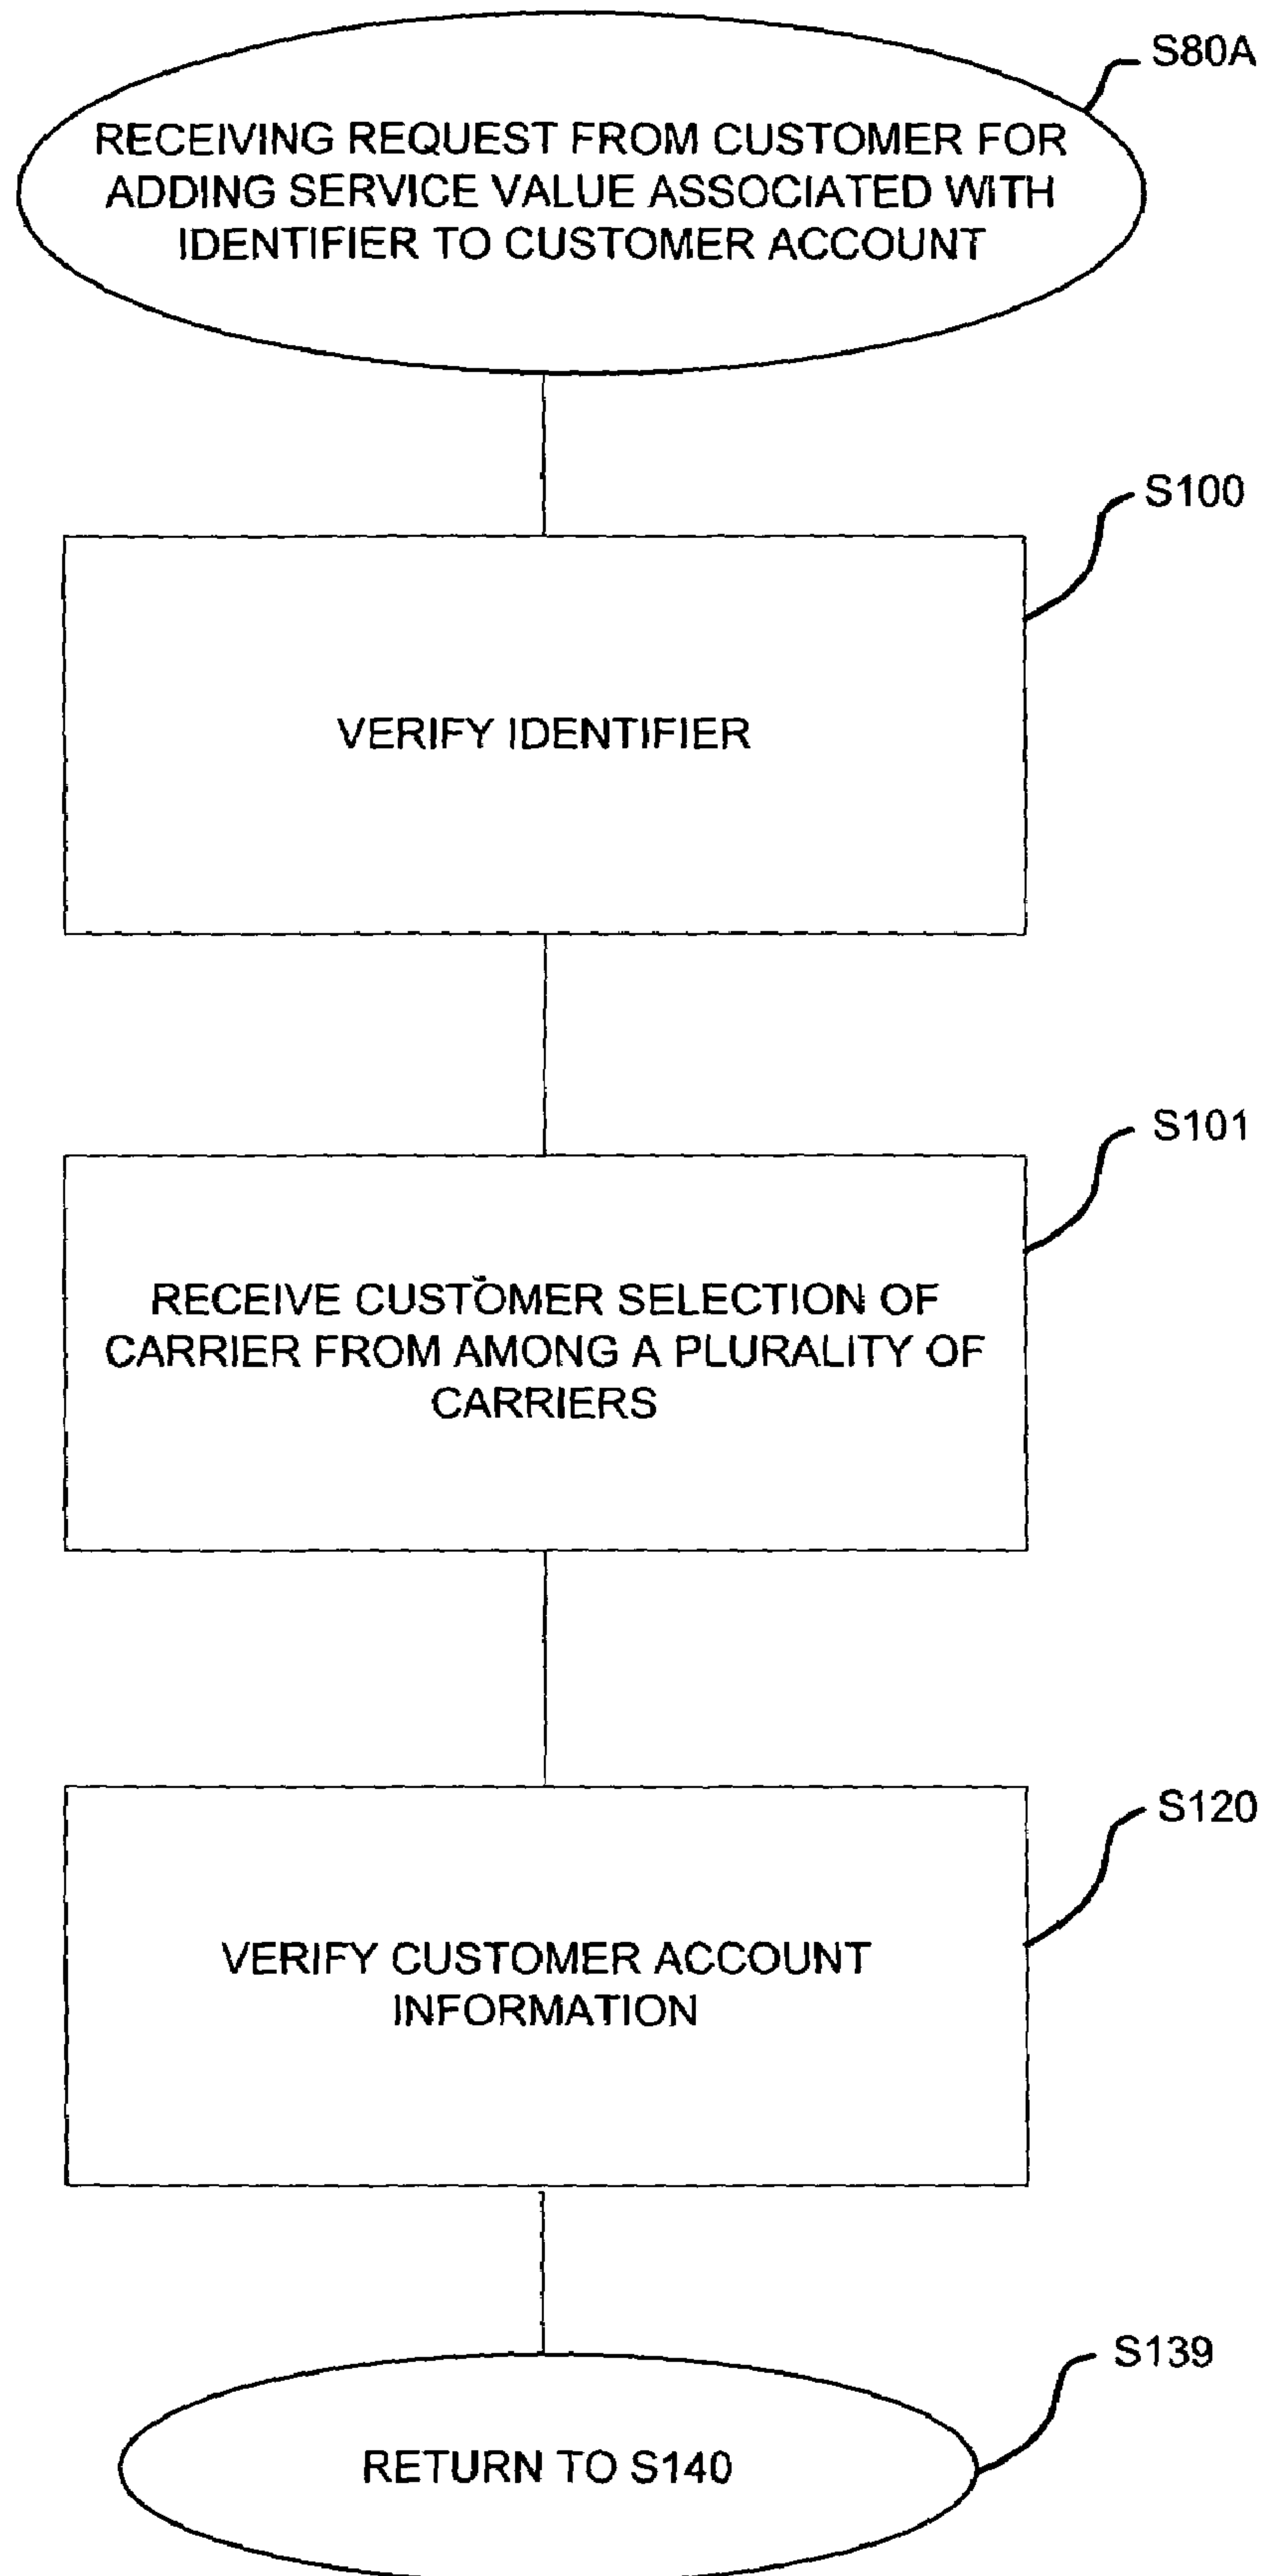 S80A
RECEIVING REQUEST FROM CUSTOMER FOR
ADDING SERVICE VALUE ASSOCIATED WITH
IDENTIFIER TO CUSTOMER ACCOUNT
S100
VERIFY IDENTIFIER
S101
RECEIVE CUSTOMER SELECTION OF
CARRIER FROM AMONG A PLURALITY OF
CARRIERS
S120
VERIFY CUSTOMER ACCOUNT
INFORMATION
S139
RETURN TO S140